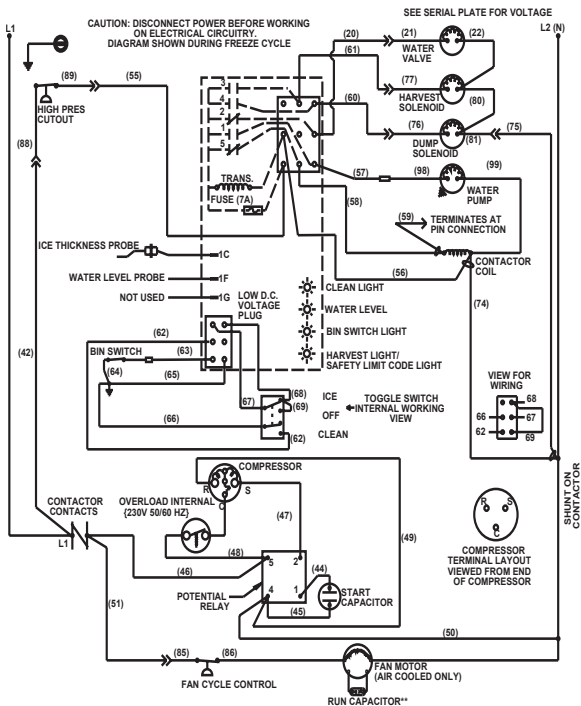 SEE SERIAL PLATE FOR VOLTAGE
L1
CAUTION: DISCONNECT POWER BEFORE WORKING
ON ELECTRICAL CIRCUITRY.
DIAGRAM SHOWN DURING FREEZE CYCLE
L2 (N)
(20)
(21)
(22)
WATER
VALVE
(61)
(89)
(55)
HIGH PRES
CUTOUT
(77)
HARVEST
SOLENOID
(80)
3
4
2
1
5
(60)
(76)
DUMP
SOLENOID
(81)
(75)
(88)
TRANS.
FUSE (7A)
(57)
(98)
(99)
WATER
PUMP
(58)
(59)
TERMINATES AT
PIN CONNECTION
ICE THICKNESS PROBE
1C
CONTACTOR
COIL
(56)
WATER LEVEL PROBE
1F
CLEAN LIGHT
NOT USED
1G
LOW D.C.
VOLTAGE
PLUG
WATER LEVEL
(74)
BIN SWITCH LIGHT
HARVEST LIGHT/
SAFETY LIMIT CODE LIGHT
(62)
(42)
BIN SWITCH
(63)
(64)
(65)
(66)
(67)
(68)
(69)
(62)
ICE
OFF
CLEAN
TOGGLE SWITCH
INTERNAL WORKING
VIEW
VIEW FOR
WIRING
68
66
67
62
69
COMPRESSOR
R
S
C
OVERLOAD INTERNAL
{230V 50/60 HZ}
CONTACTOR
CONTACTS
L1
(47)
(49)
(48)
(46)
5
2
4
1
POTENTIAL
RELAY
(44)
(45)
START
CAPACITOR
R
S
C
COMPRESSOR
TERMINAL LAYOUT
VIEWED FROM END
OF COMPRESSOR
SHUNT ON
CONTACTOR
(51)
(50)
(85)
(86)
FAN CYCLE CONTROL
FAN MOTOR
(AIR COOLED ONLY)
RUN CAPACITOR**